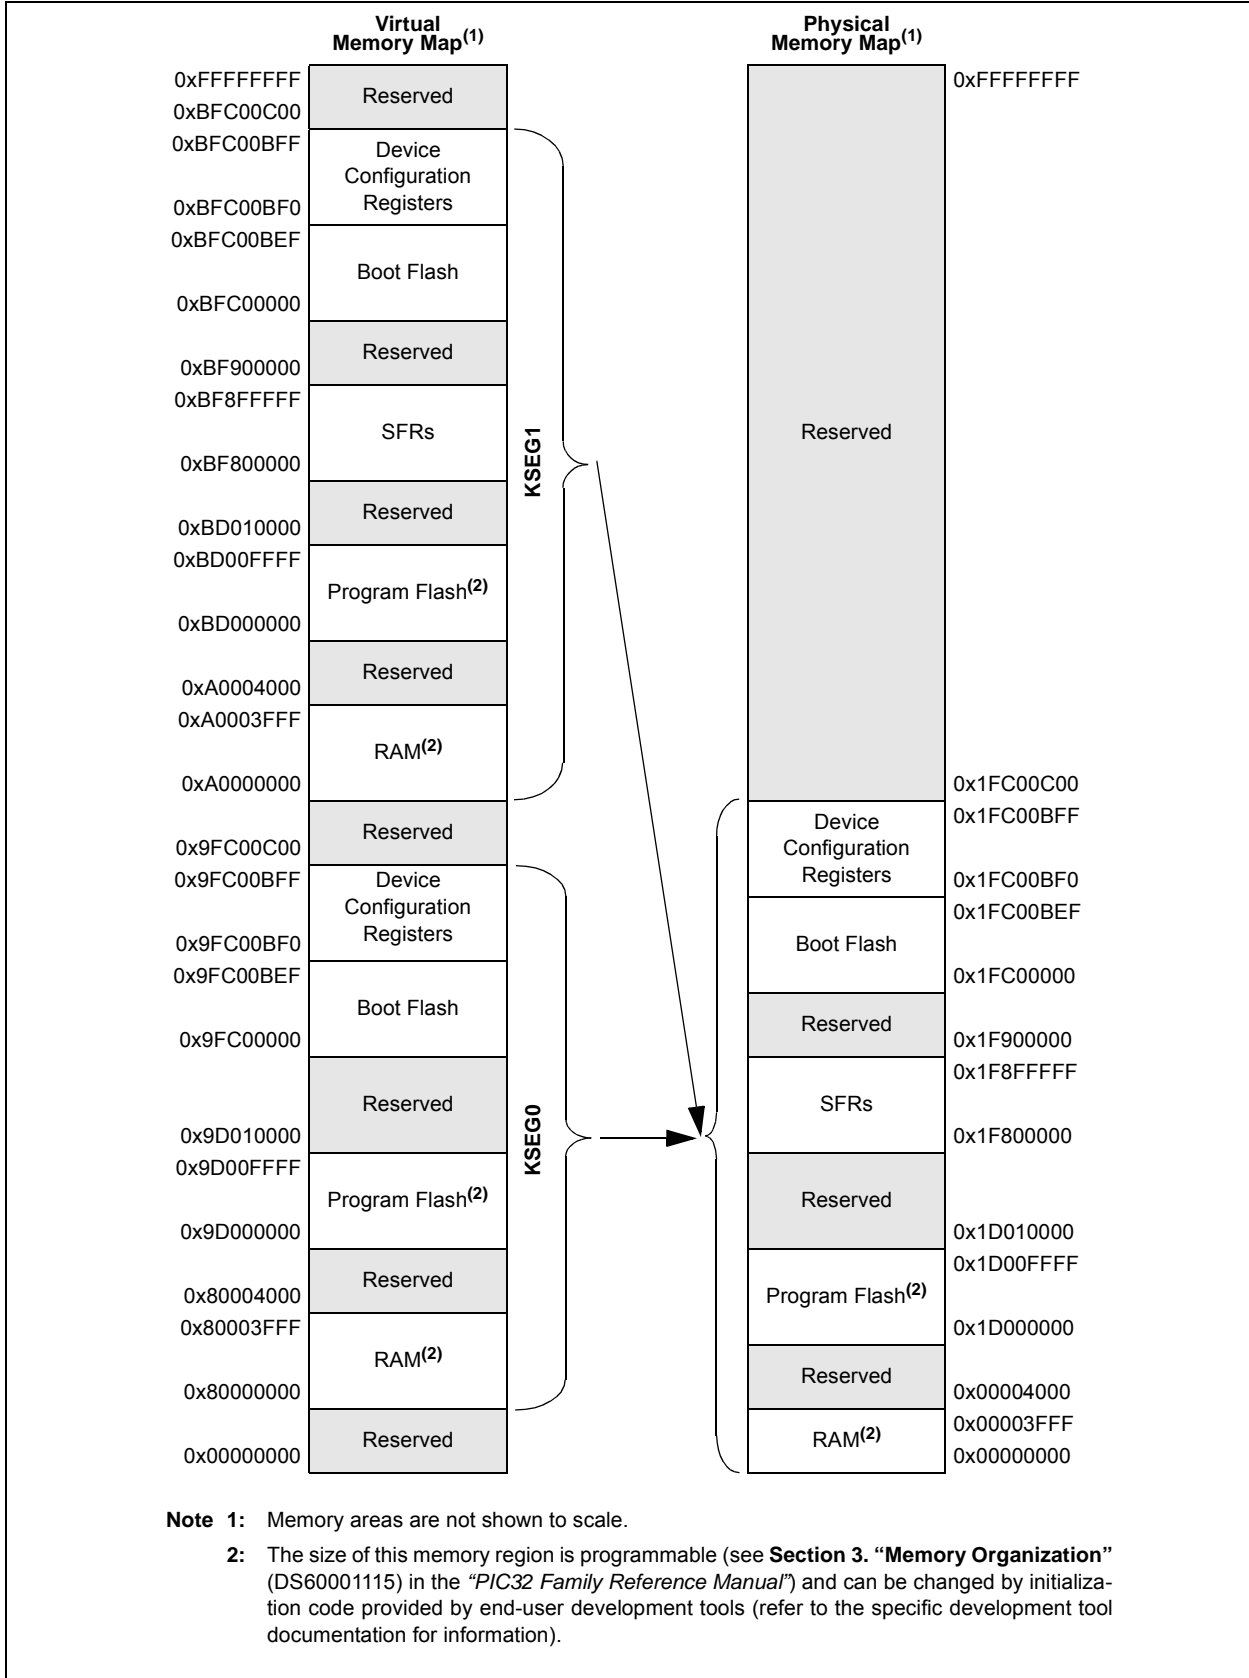 Virtual
Memory Map(1)
Physical
Memory Map(1)
0xFFFFFFFF
Reserved
0xBFC00C00
0xBFC00BFF
Device
Configuration
Registers
0xBFC00BF0
0xBFC00BEF
Boot Flash
0xBFC00000
Reserved
0xBF900000
0xBF8FFFFF
SFRs
0xBF800000
Reserved
0xBD010000
0xBD00FFFF
Program Flash(2)
0xBD000000
Reserved
0xA0004000
0xA0003FFF
RAM(2)
0xA0000000
KSEG1
Reserved
0x9FC00C00
0x9FC00BFF
Device
Configuration
Registers
0x9FC00BF0
0x9FC00BEF
Boot Flash
0x9FC00000
Reserved
0x9D010000
0x9D00FFFF
Program Flash(2)
0x9D000000
Reserved
0x80004000
0x80003FFF
RAM(2)
0x80000000
KSEG0
Reserved
0x00000000
0xFFFFFFFF
Reserved
0x1FC00C00
0x1FC00BFF
Device
Configuration
Registers
0x1FC00BF0
0x1FC00BEF
Boot Flash
0x1FC00000
Reserved
0x1F900000
0x1F8FFFFF
SFRs
0x1F800000
Reserved
0x1D010000
0x1D00FFFF
Program Flash(2)
0x1D000000
Reserved
0x00004000
0x00003FFF
RAM(2)
0x00000000
Note 1: Memory areas are not shown to scale.
2: The size of this memory region is programmable (see Section 3. “Memory Organization”
(DS60001115) in the “PIC32 Family Reference Manual”) and can be changed by initializa-
tion code provided by end-user development tools (refer to the specific development tool
documentation for information).